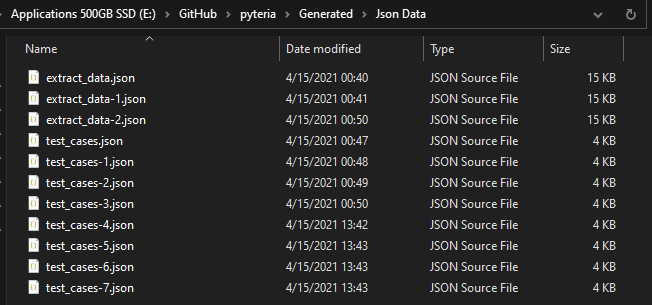 Applications 500GB SSD (E:) > GitHub > pyteria > Generated > Json Data
Name Date modified Type Size
extract_data.json 4/15/2021 00:40 JSON Source File 15 KB
extract_data-1.json 4/15/2021 00:41 JSON Source File 15 KB
extract_data-2.json 4/15/2021 00:50 JSON Source File 15 KB
test_cases.json 4/15/2021 00:47 JSON Source File 4 KB
test_cases-1.json 4/15/2021 00:48 JSON Source File 4 KB
test_cases-2.json 4/15/2021 00:49 JSON Source File 4 KB
test_cases-3.json 4/15/2021 00:50 JSON Source File 4 KB
test_cases-4.json 4/15/2021 13:42 JSON Source File 4 KB
test_cases-5.json 4/15/2021 13:43 JSON Source File 4 KB
test_cases-6.json 4/15/2021 13:43 JSON Source File 4 KB
test_cases-7.json 4/15/2021 13:43 JSON Source File 4 KB